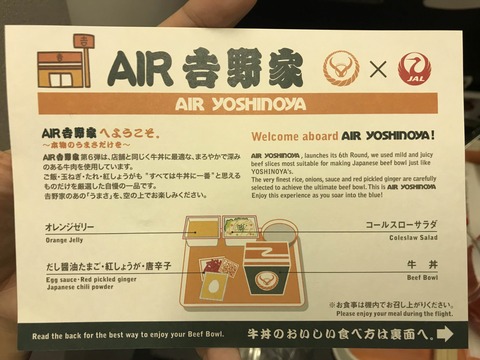 AIR 吉野家 × JAL
AIR YOSHINOYA
AIR吉野家へようこそ。
〜本物のうまさだけを〜
AIR吉野家 第6弾は、店舗と同じく牛丼に最適な、まろやかで深み
のある牛肉を使用しています。
ご飯・玉ねぎ・たれ・紅しょうがも“すべては牛丼に一番”と思える
ものだけを厳選した自慢の一品です。
吉野家のあの「うまさ」を、空の上でお楽しみください。
Welcome aboard AIR YOSHINOYA!
AIR YOSHINOYA, launches its 6th Round, we used mild and juicy
beef slices most suitable for making Japanese beef bowl just like
YOSHINOYA's.
The very finest rice, onions, sauce and red pickled ginger are carefully
selected to achieve the ultimate beef bowl. This is AIR YOSHINOYA
Enjoy this experience as you soar into the blue!
オレンジゼリー
Orange Jelly
コールスローサラダ
Coleslaw Salad
だし醤油たまご・紅しょうが・唐辛子
Egg sauce・Red pickled ginger
Japanese chili powder
牛丼
Beef Bowl
※お食事は機内でお召し上がりください。
Please enjoy your meal during the flight.
Read the back for the best way to enjoy your Beef Bowl.
牛丼のおいしい食べ方は裏面へ。→